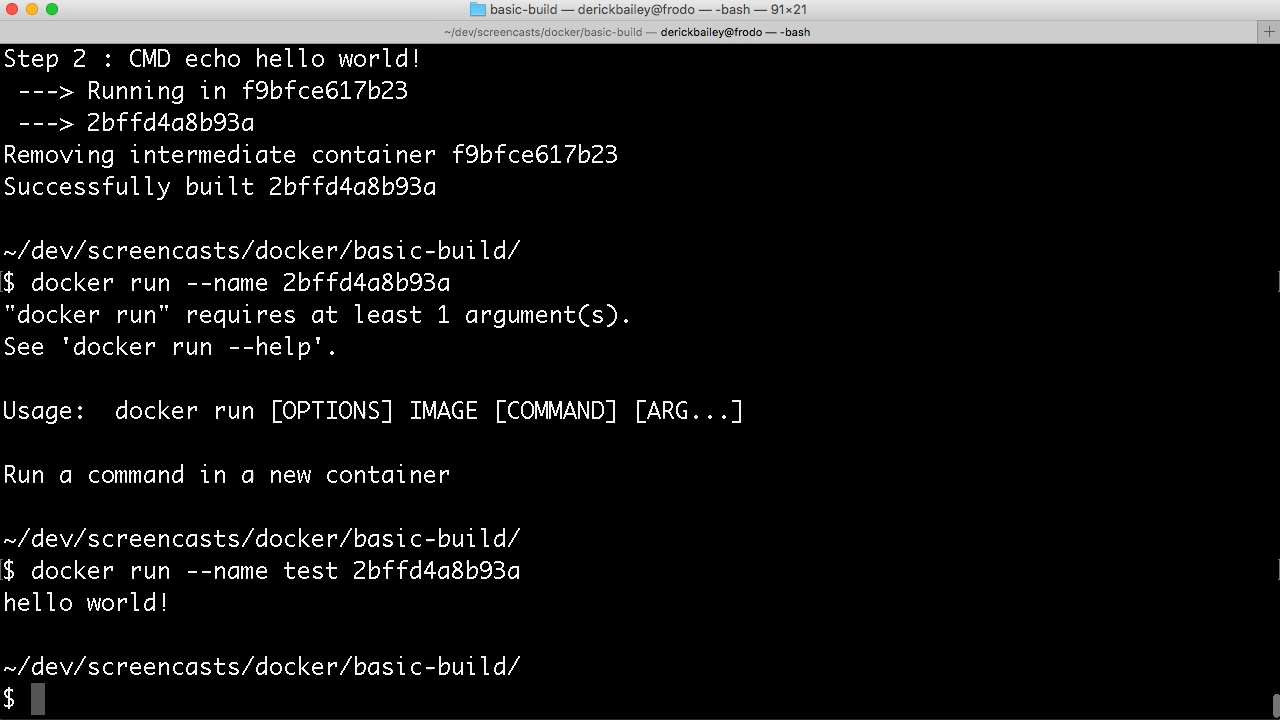 basic-build — derickbailey@frodo — -bash — 91×21
~/dev/screencasts/docker/basic-build — derickbailey@frodo — -bash
Step 2 : CMD echo hello world!
 ---> Running in f9bfce617b23
 ---> 2bffd4a8b93a
Removing intermediate container f9bfce617b23
Successfully built 2bffd4a8b93a
~/dev/screencasts/docker/basic-build/
$ docker run --name 2bffd4a8b93a
"docker run" requires at least 1 argument(s).
See 'docker run --help'.
Usage:  docker run [OPTIONS] IMAGE [COMMAND] [ARG...]
Run a command in a new container
~/dev/screencasts/docker/basic-build/
$ docker run --name test 2bffd4a8b93a
hello world!
~/dev/screencasts/docker/basic-build/
$